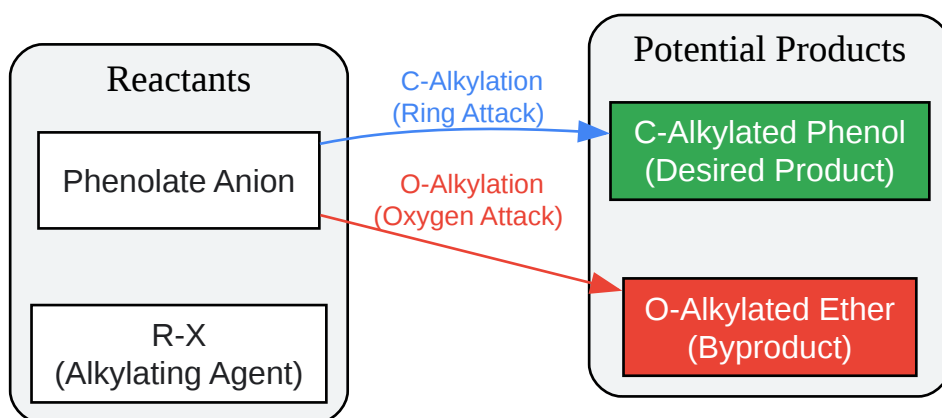 Reactants
Phenolate Anion
R-X
(Alkylating Agent)
C-Alkylation
(Ring Attack)
O-Alkylation
(Oxygen Attack)
Potential Products
C-Alkylated Phenol
(Desired Product)
O-Alkylated Ether
(Byproduct)